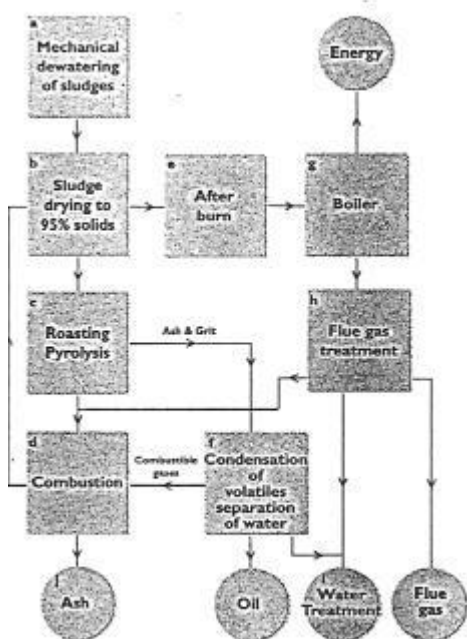 a
Mechanical
dewatering
of sludges
Energy
b
Sludge
drying to
95% solids
e
After
burn
g
Boiler
c
Roasting
Pyrolysis
Ash & Grit
h
Flue gas
treatment
d
Combustion
Combustible
gases
f
Condensation
of
volatiles
separation
of water
j
Ash
Oil
i
Water
Treatment
Flue
gas